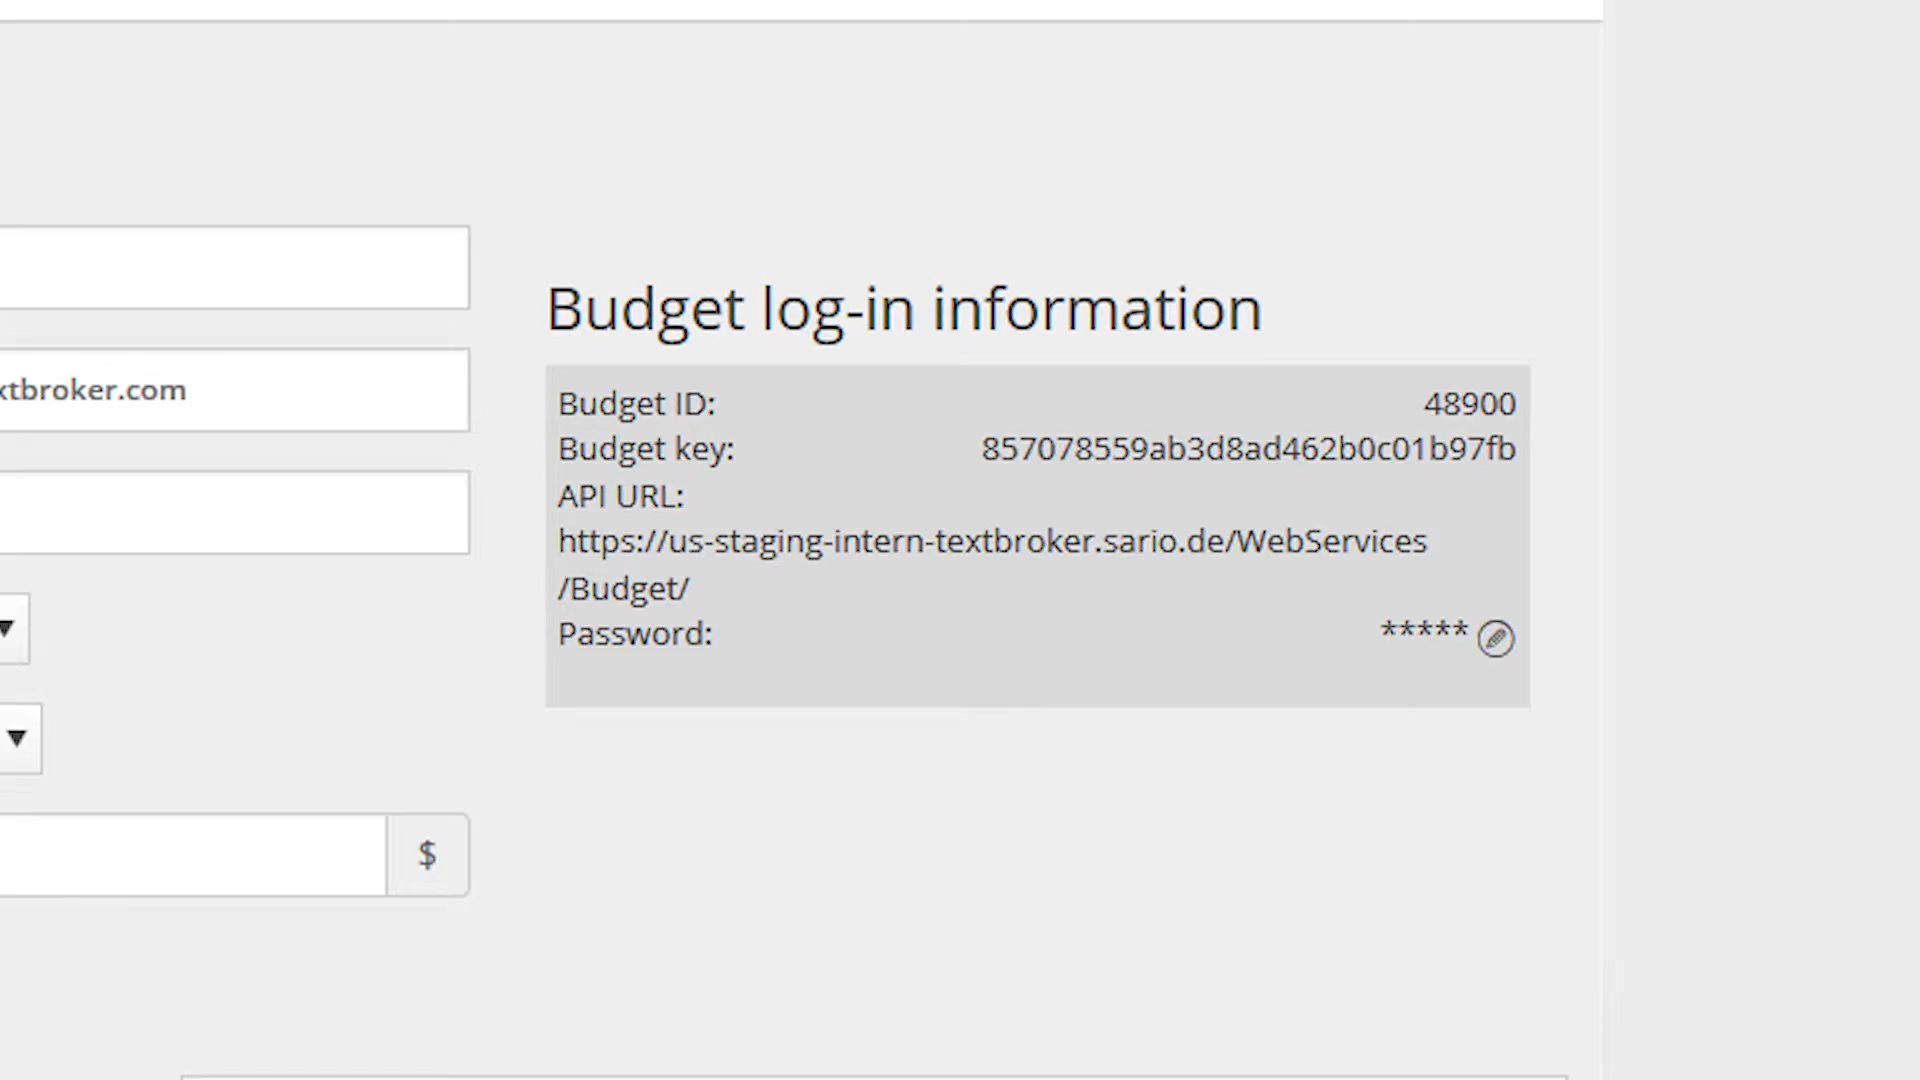 Budget log-in information
xtbroker.com
Budget ID: 48900
Budget key: 857078559ab3d8ad462b0c01b97fb
API URL:
https://us-staging-intern-textbroker.sario.de/WebServices
/Budget/
Password: *****
$